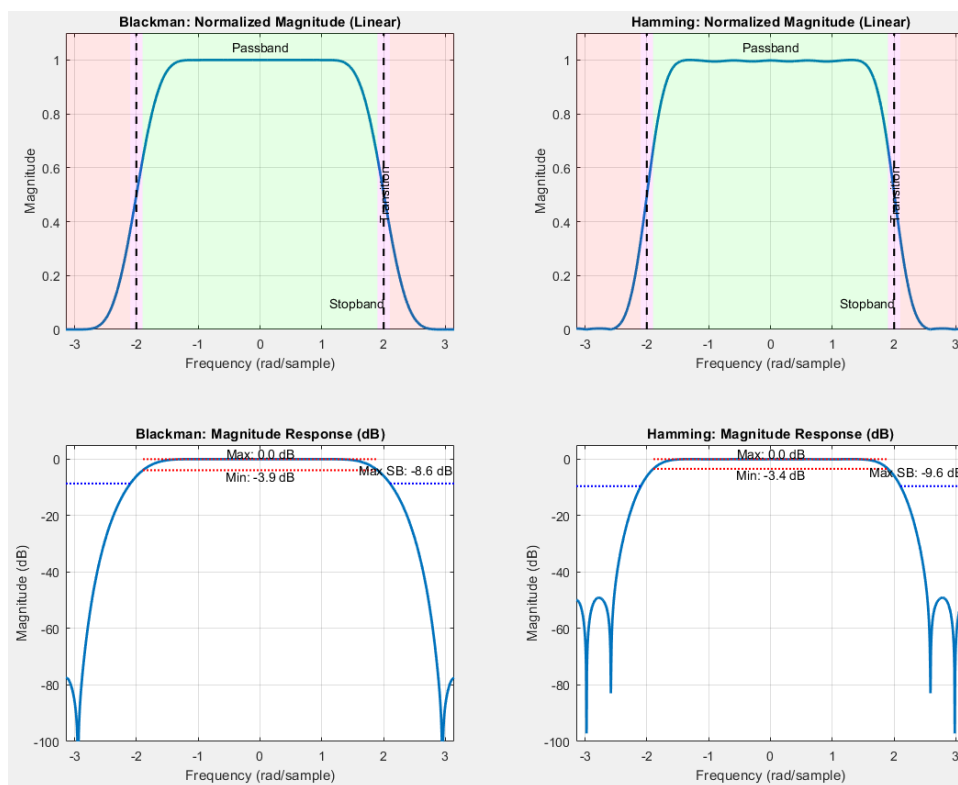 Blackman: Normalized Magnitude (Linear)
Passband
1
0.8
0.6
0.4
0.2
0
Magnitude
Transition
Stopband
-3
-2
-1
0
1
2
3
Frequency (rad/sample)
Hamming: Normalized Magnitude (Linear)
Passband
1
0.8
0.6
0.4
0.2
0
Magnitude
Transition
Stopband
-3
-2
-1
0
1
2
3
Frequency (rad/sample)
Blackman: Magnitude Response (dB)
Max: 0.0 dB
Max SB: -8.6 dB
Min: -3.9 dB
0
-20
-40
-60
-80
-100
Magnitude (dB)
-3
-2
-1
0
1
2
3
Frequency (rad/sample)
Hamming: Magnitude Response (dB)
Max: 0.0 dB
Max SB: -9.6 dB
Min: -3.4 dB
0
-20
-40
-60
-80
-100
Magnitude (dB)
-3
-2
-1
0
1
2
3
Frequency (rad/sample)